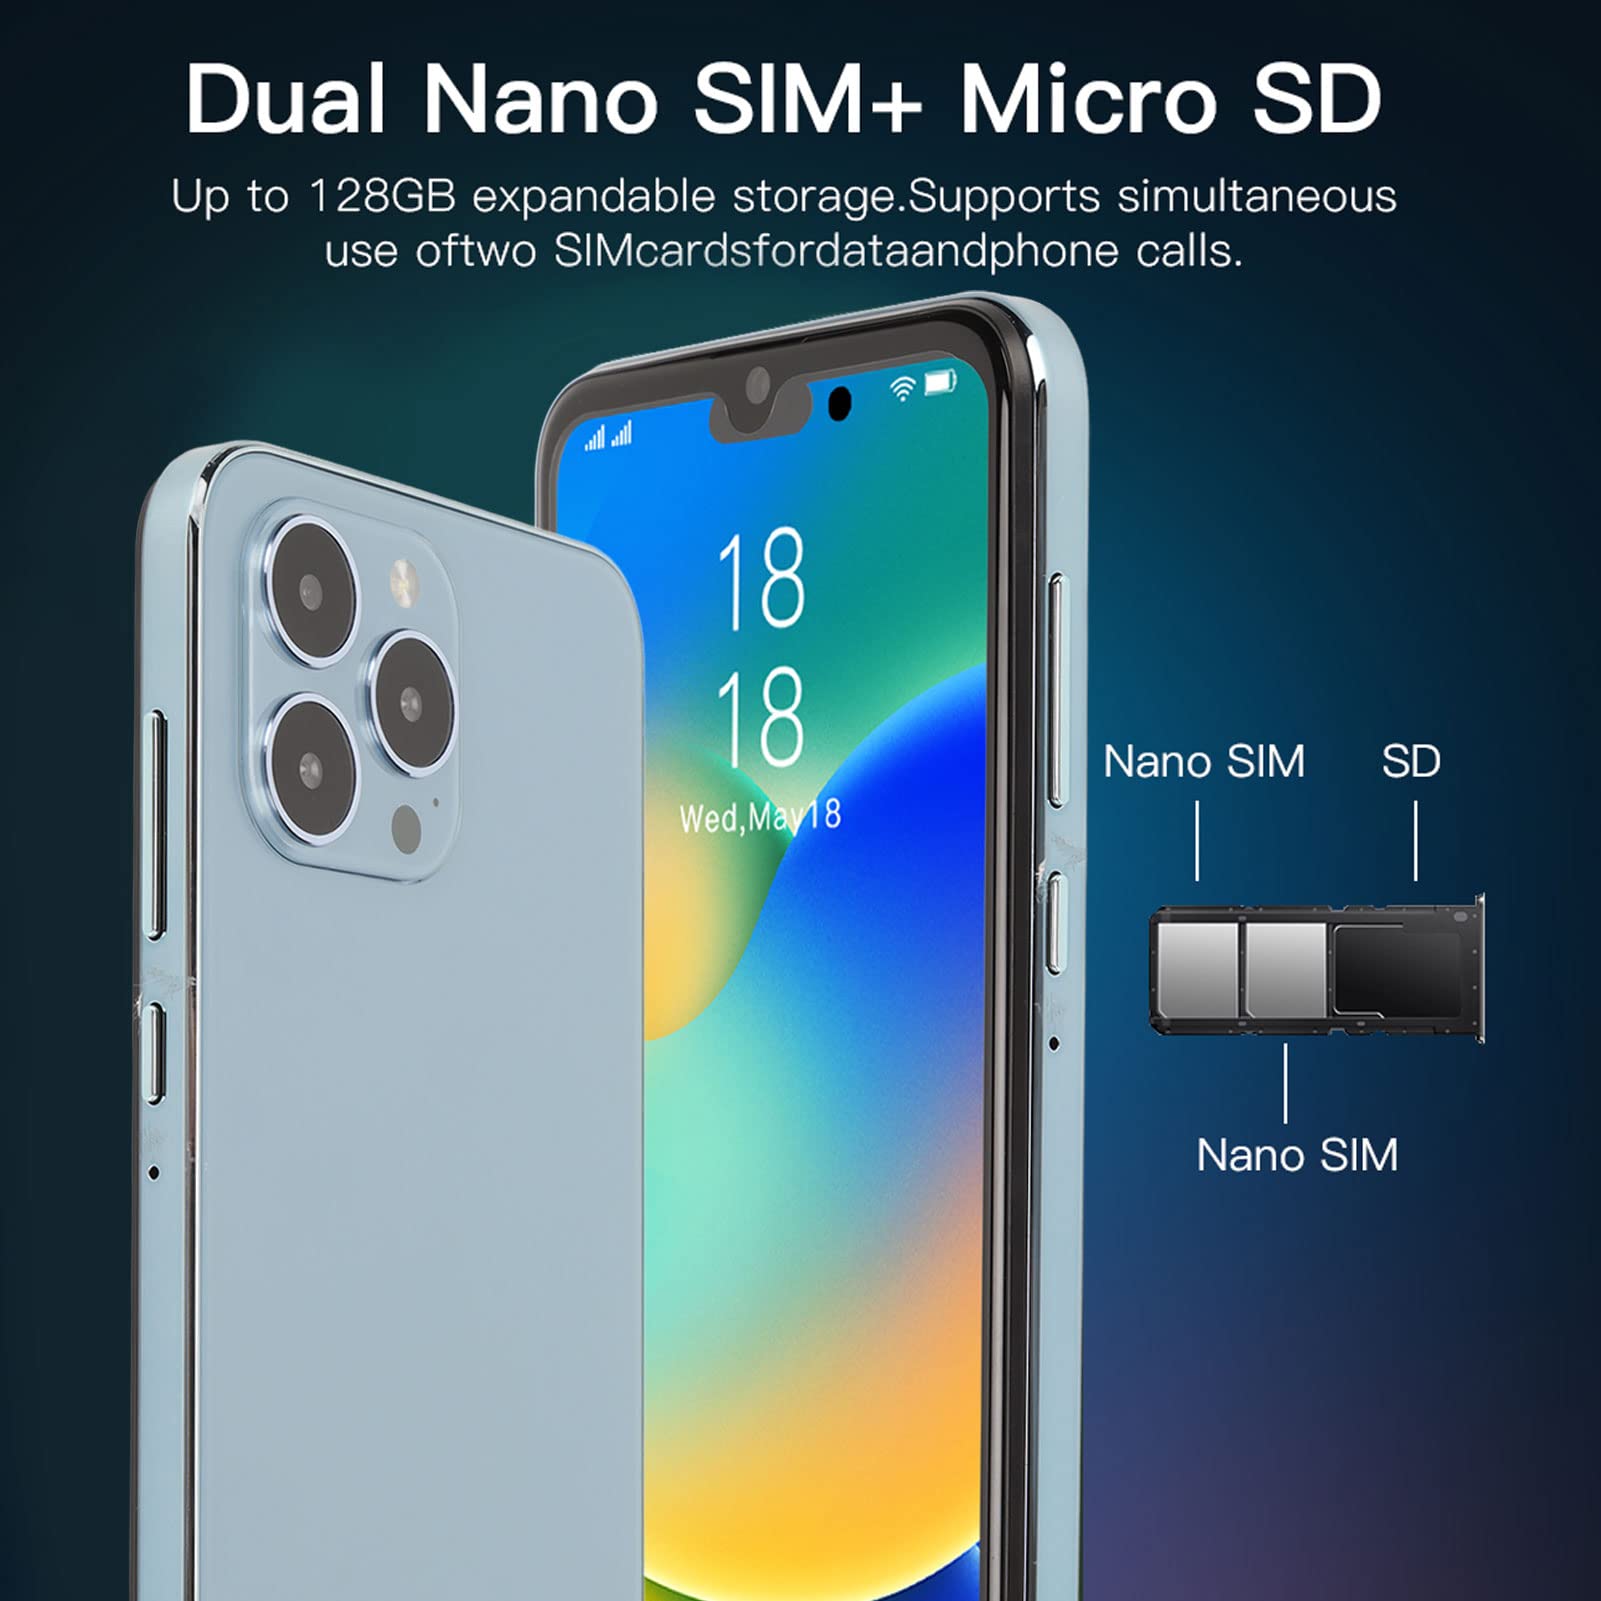 Dual Nano SIM+ Micro SD
Up to 128GB expandable storage.Supports simultaneous
use oftwo SIMcardsfordataandphone calls.
18
18
Wed,May18
Nano SIM
SD
Nano SIM